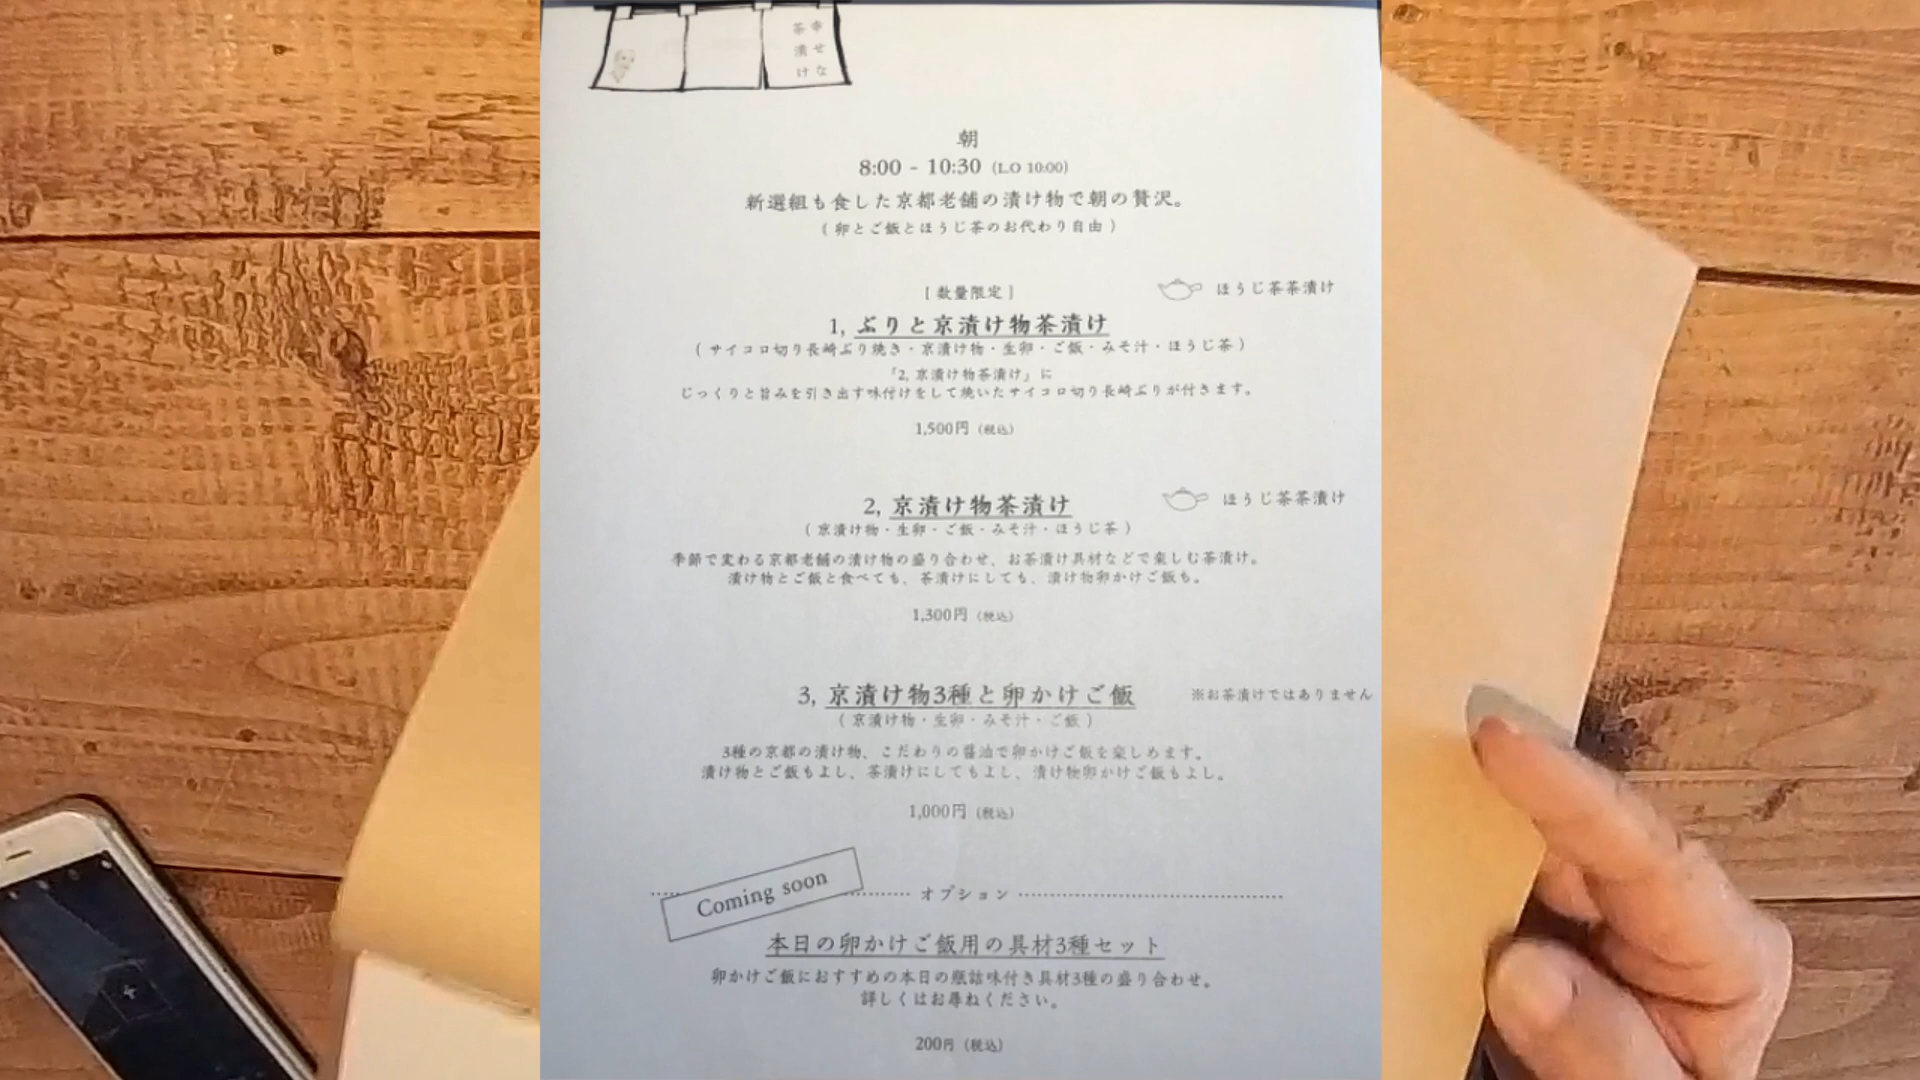 幸せな
茶漬け
朝
8:00 - 10:30 (L.O 10:00)
新選組も食した京都老舗の漬け物で朝の贅沢。
( 卵とご飯とほうじ茶のお代わり自由 )
[ 数量限定 ]
ほうじ茶茶漬け
1, ぶりと京漬け物茶漬け
( サイコロ切り長崎ぶり焼き・京漬け物・生卵・ご飯・みそ汁・ほうじ茶 )
「2, 京漬け物茶漬け」に
じっくりと旨みを引き出す味付けをして焼いたサイコロ切り長崎ぶりが付きます。
1,500円 (税込)
2, 京漬け物茶漬け
ほうじ茶茶漬け
( 京漬け物・生卵・ご飯・みそ汁・ほうじ茶 )
季節で変わる京都老舗の漬け物の盛り合わせ、お茶漬け具材などで楽しむ茶漬け。
漬け物とご飯と食べても、茶漬けにしても、漬け物卵かけご飯も。
1,300円 (税込)
3, 京漬け物3種と卵かけご飯
※お茶漬けではありません
( 京漬け物・生卵・みそ汁・ご飯 )
3種の京都の漬け物、こだわりの醤油で卵かけご飯を楽しめます。
漬け物とご飯もよし、茶漬けにしてもよし、漬け物卵かけご飯もよし。
1,000円 (税込)
Coming soon
オプション
本日の卵かけご飯用の具材3種セット
卵かけご飯におすすめの本日の瓶詰味付き具材3種の盛り合わせ。
詳しくはお尋ねください。
200円 (税込)